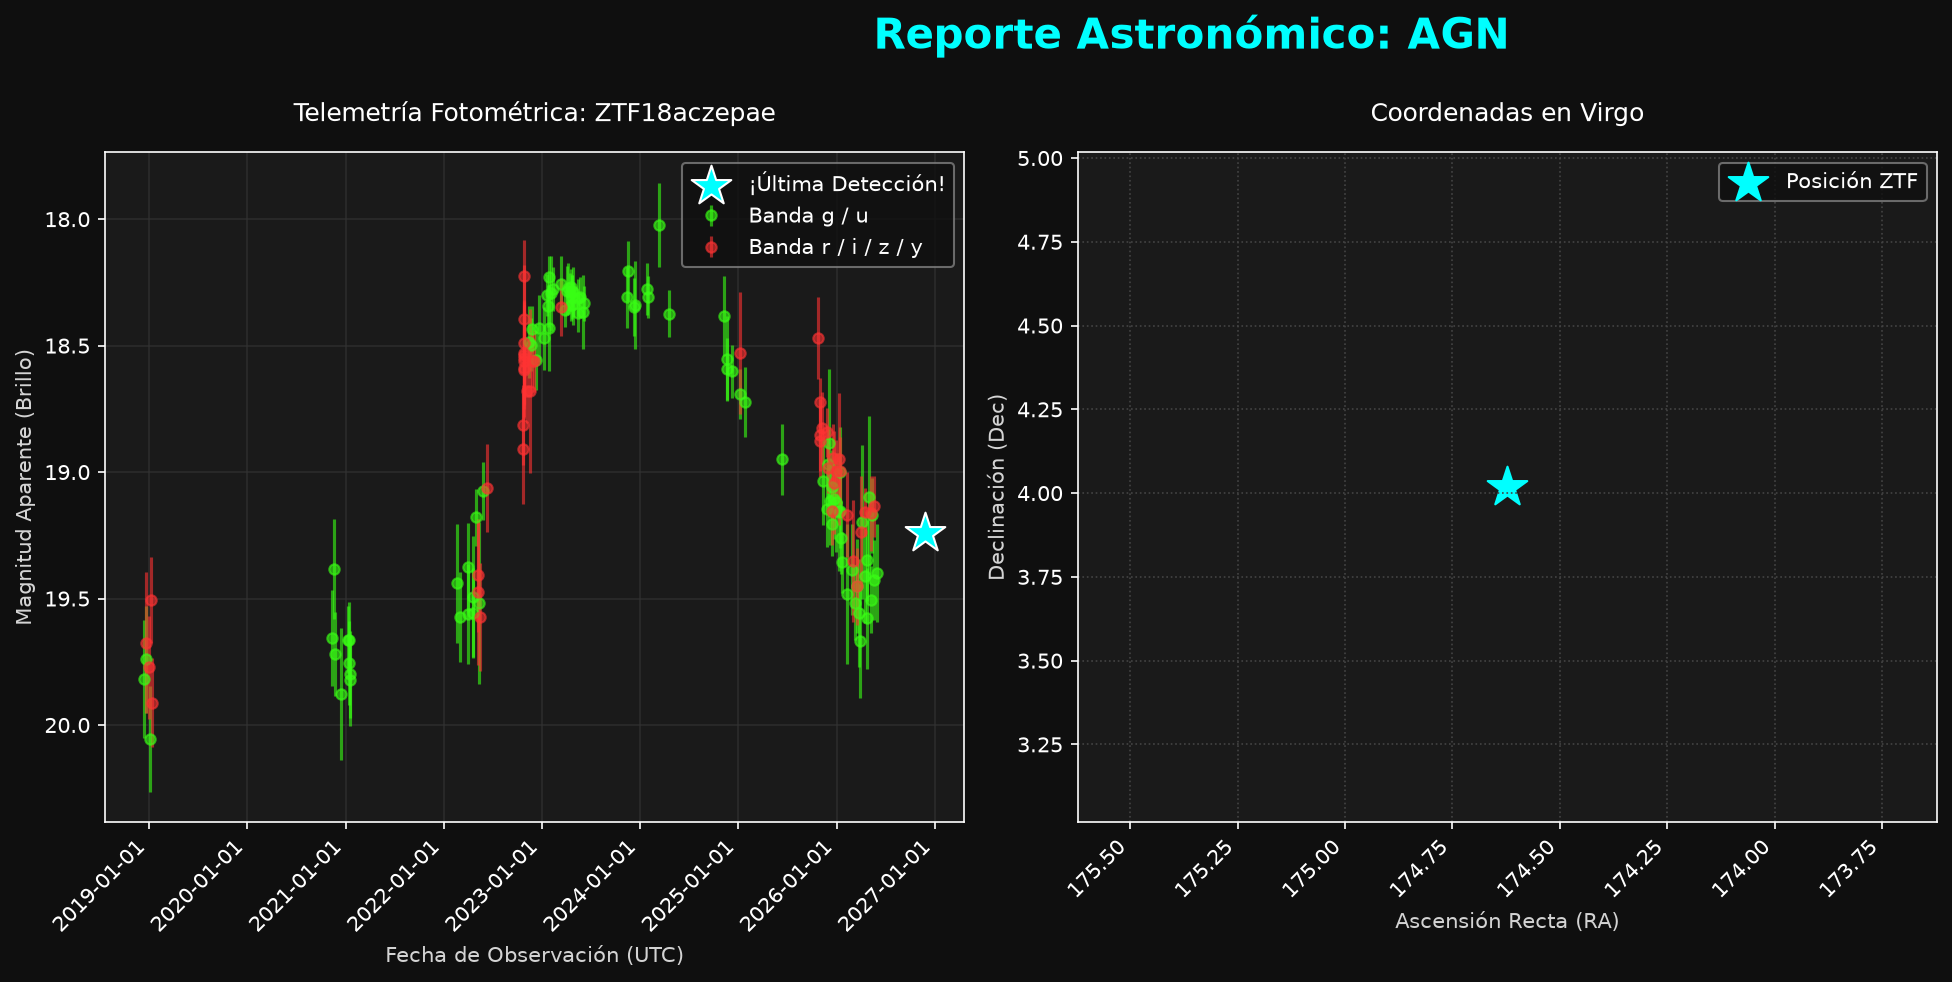 Reporte Astronómico: AGN
Telemetría Fotométrica: ZTF18aczepae
¡Última Detección!
Banda g / u
Banda r / i / z / y
Magnitud Aparente (Brillo)
18.0
18.5
19.0
19.5
20.0
2019-01-01
2020-01-01
2021-01-01
2022-01-01
2023-01-01
2024-01-01
2025-01-01
2026-01-01
2027-01-01
Fecha de Observación (UTC)
Coordenadas en Virgo
Posición ZTF
Declinación (Dec)
5.00
4.75
4.50
4.25
4.00
3.75
3.50
3.25
175.50
175.25
175.00
174.75
174.50
174.25
174.00
173.75
Ascensión Recta (RA)